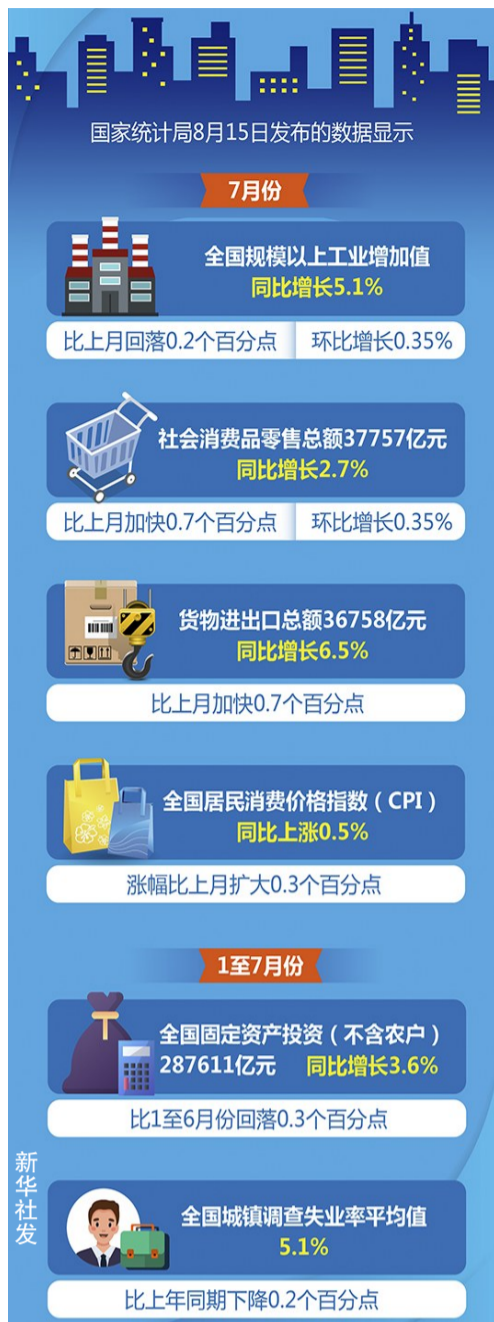 国家统计局8月15日发布的数据显示
7月份
全国规模以上工业增加值
同比增长5.1%
比上月回落0.2个百分点 环比增长0.35%
社会消费品零售总额37757亿元
同比增长2.7%
比上月加快0.7个百分点 环比增长0.35%
货物进出口总额36758亿元
同比增长6.5%
比上月加快0.7个百分点
全国居民消费价格指数（CPI）
同比上涨0.5%
涨幅比上月扩大0.3个百分点
1至7月份
全国固定资产投资（不含农户）
287611亿元 同比增长3.6%
比1至6月份回落0.3个百分点
全国城镇调查失业率平均值
5.1%
比上年同期下降0.2个百分点
新华社发